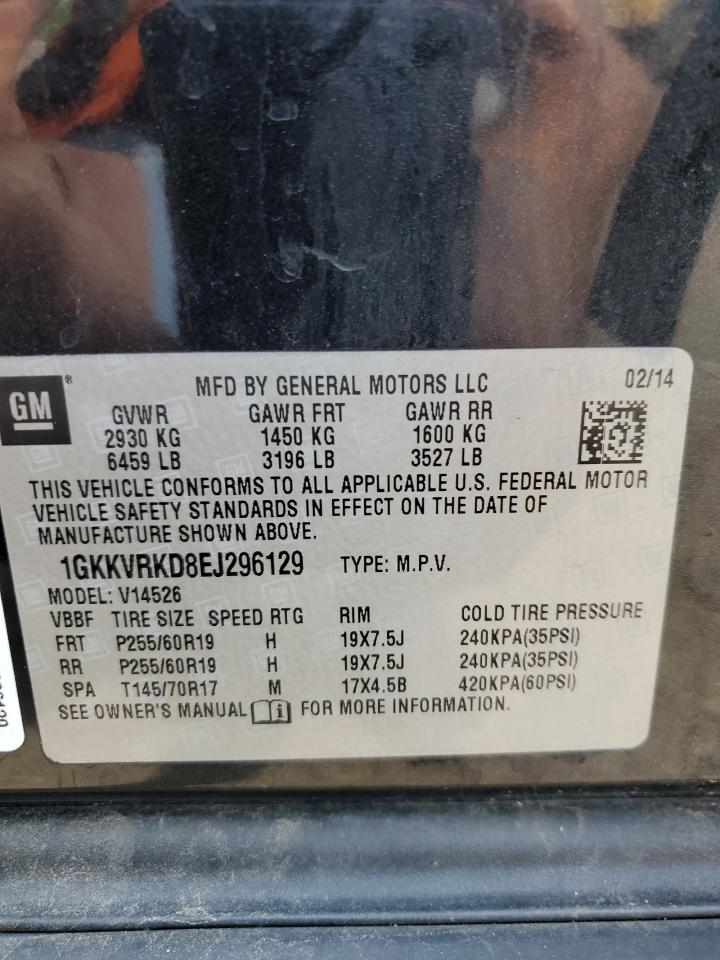 GM®
MFD BY GENERAL MOTORS LLC 02/14
GVWR GAWR FRT GAWR RR
2930 KG 1450 KG 1600 KG
6459 LB 3196 LB 3527 LB
THIS VEHICLE CONFORMS TO ALL APPLICABLE U.S. FEDERAL MOTOR
VEHICLE SAFETY STANDARDS IN EFFECT ON THE DATE OF
MANUFACTURE SHOWN ABOVE.
1GKKVRKD8EJ296129 TYPE: M.P.V.
MODEL: V14526
VBBF TIRE SIZE SPEED RTG RIM COLD TIRE PRESSURE
FRT P255/60R19 H 19X7.5J 240KPA(35PSI)
RR P255/60R19 H 19X7.5J 240KPA(35PSI)
SPA T145/70R17 M 17X4.5B 420KPA(60PSI)
SEE OWNER'S MANUAL i FOR MORE INFORMATION.